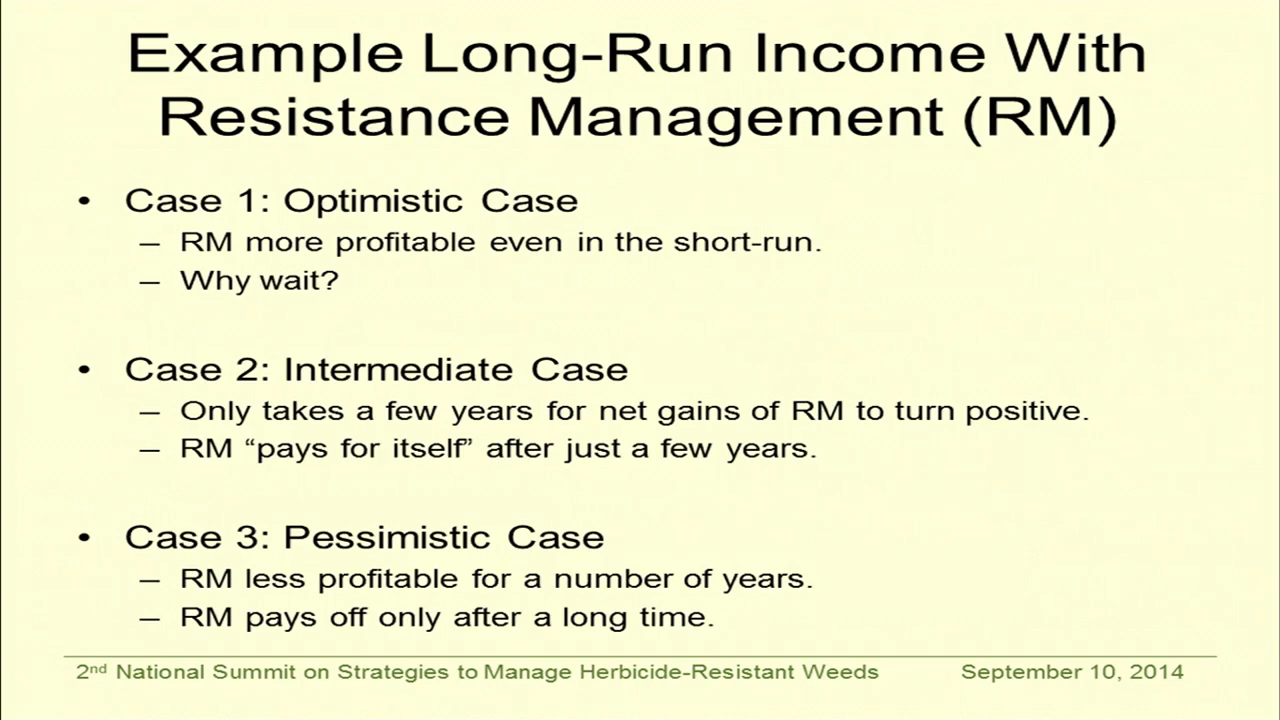 Example Long-Run Income With
Resistance Management (RM)
• Case 1: Optimistic Case
– RM more profitable even in the short-run.
– Why wait?
• Case 2: Intermediate Case
– Only takes a few years for net gains of RM to turn positive.
– RM “pays for itself” after just a few years.
• Case 3: Pessimistic Case
– RM less profitable for a number of years.
– RM pays off only after a long time.
2nd National Summit on Strategies to Manage Herbicide-Resistant Weeds September 10, 2014